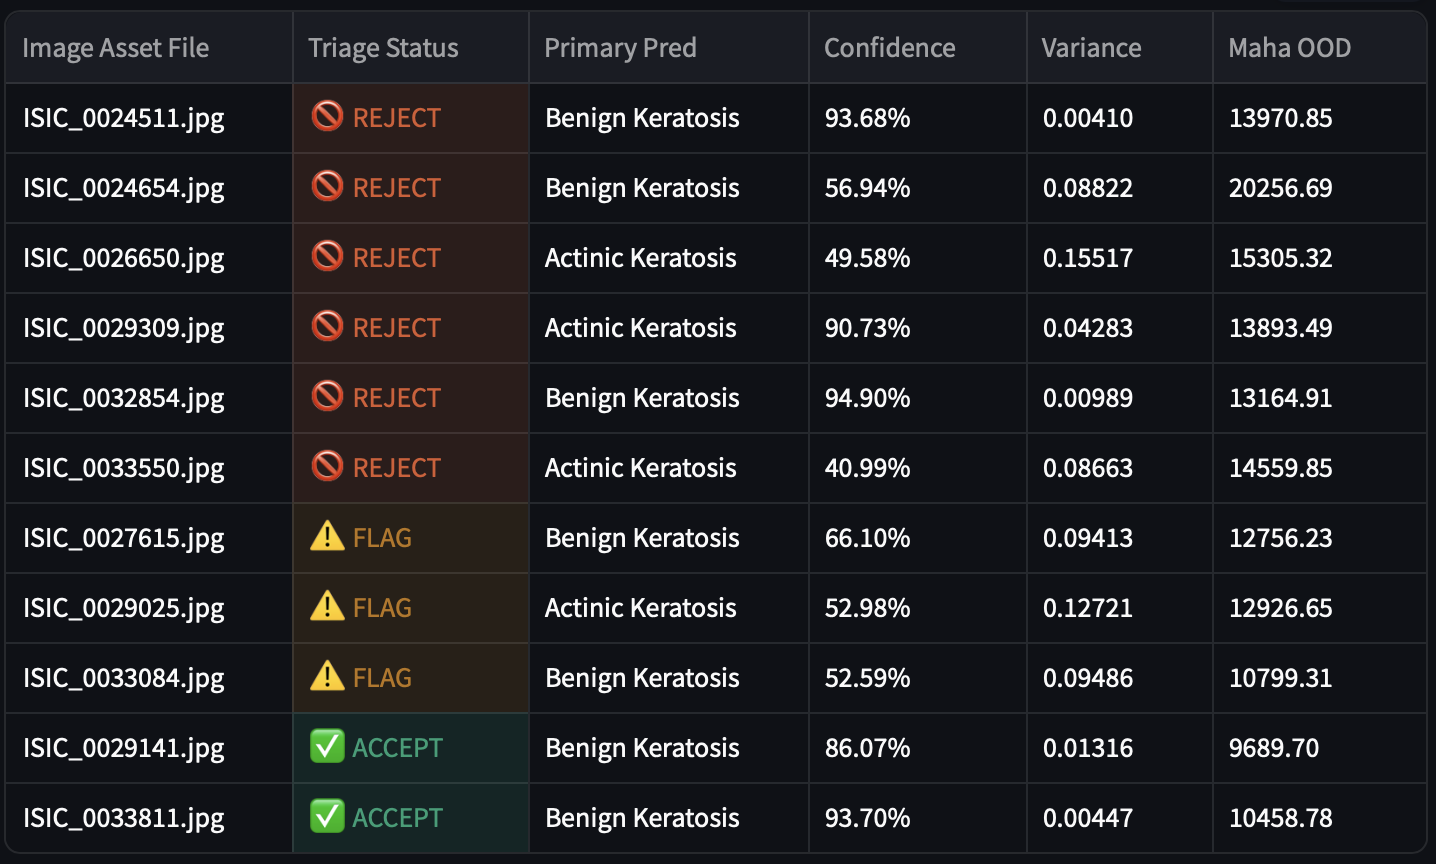 Image Asset File Triage Status Primary Pred Confidence Variance Maha OOD
ISIC_0024511.jpg 🚫 REJECT Benign Keratosis 93.68% 0.00410 13970.85
ISIC_0024654.jpg 🚫 REJECT Benign Keratosis 56.94% 0.08822 20256.69
ISIC_0026650.jpg 🚫 REJECT Actinic Keratosis 49.58% 0.15517 15305.32
ISIC_0029309.jpg 🚫 REJECT Actinic Keratosis 90.73% 0.04283 13893.49
ISIC_0032854.jpg 🚫 REJECT Benign Keratosis 94.90% 0.00989 13164.91
ISIC_0033550.jpg 🚫 REJECT Actinic Keratosis 40.99% 0.08663 14559.85
ISIC_0027615.jpg ⚠️ FLAG Benign Keratosis 66.10% 0.09413 12756.23
ISIC_0029025.jpg ⚠️ FLAG Actinic Keratosis 52.98% 0.12721 12926.65
ISIC_0033084.jpg ⚠️ FLAG Benign Keratosis 52.59% 0.09486 10799.31
ISIC_0029141.jpg ✅ ACCEPT Benign Keratosis 86.07% 0.01316 9689.70
ISIC_0033811.jpg ✅ ACCEPT Benign Keratosis 93.70% 0.00447 10458.78